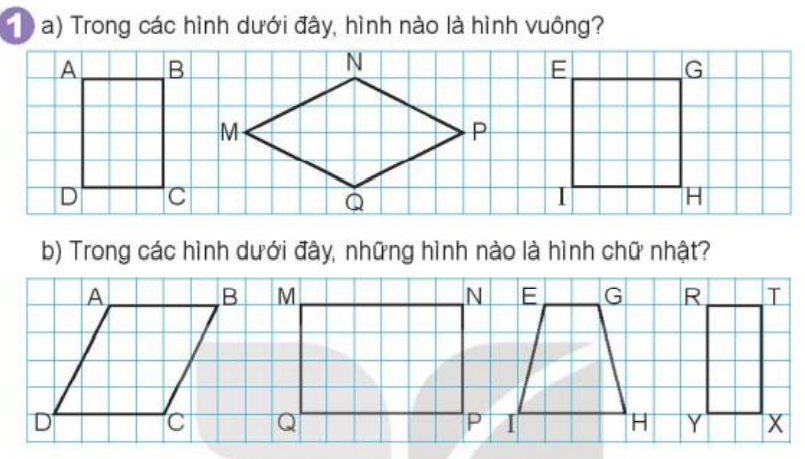 1 a) Trong các hình dưới đây, hình nào là hình vuông?
A B N E G
M P
D C Q I H
b) Trong các hình dưới đây, những hình nào là hình chữ nhật?
A B M N E G R T
D C Q P I H Y X